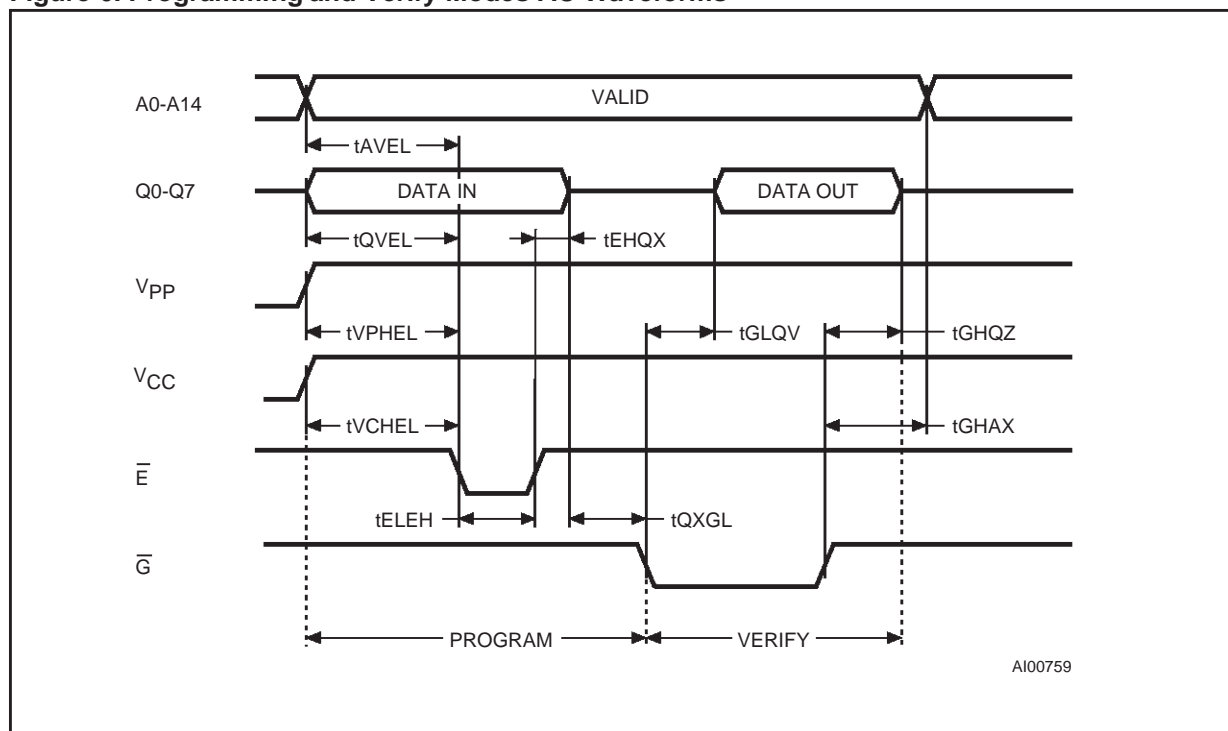 A0-A14
VALID
tAVEL
Q0-Q7
DATA IN
DATA OUT
tQVEL
tEHQX
VPP
tVPHEL
tGLQV
tGHQZ
VCC
tVCHEL
tGHAX
E̅
tELEH
tQXGL
G̅
PROGRAM
VERIFY
AI00759